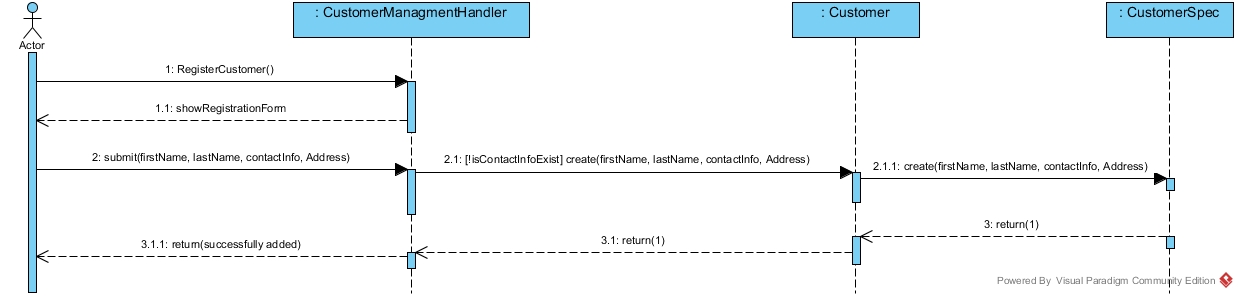 : CustomerManagmentHandler
: Customer
: CustomerSpec
Actor
1: RegisterCustomer()
1.1: showRegistrationForm
2: submit(firstName, lastName, contactInfo, Address)
2.1: [!isContactInfoExist] create(firstName, lastName, contactInfo, Address)
2.1.1: create(firstName, lastName, contactInfo, Address)
3: return(1)
3.1: return(1)
3.1.1: return(successfully added)
Powered By Visual Paradigm Community Edition